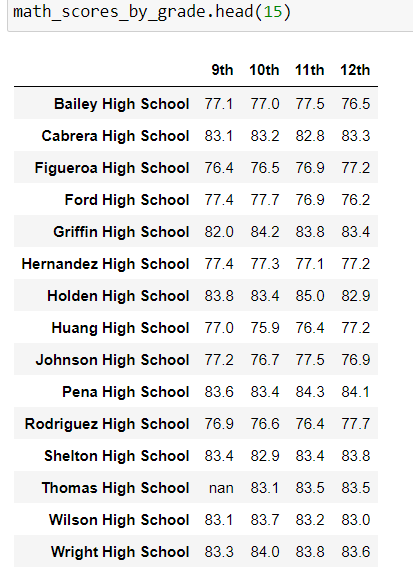 math_scores_by_grade.head(15)
9th 10th 11th 12th
Bailey High School 77.1 77.0 77.5 76.5
Cabrera High School 83.1 83.2 82.8 83.3
Figueroa High School 76.4 76.5 76.9 77.2
Ford High School 77.4 77.7 76.9 76.2
Griffin High School 82.0 84.2 83.8 83.4
Hernandez High School 77.4 77.3 77.1 77.2
Holden High School 83.8 83.4 85.0 82.9
Huang High School 77.0 75.9 76.4 77.2
Johnson High School 77.2 76.7 77.5 76.9
Pena High School 83.6 83.4 84.3 84.1
Rodriguez High School 76.9 76.6 76.4 77.7
Shelton High School 83.4 82.9 83.4 83.8
Thomas High School nan 83.1 83.5 83.5
Wilson High School 83.1 83.7 83.2 83.0
Wright High School 83.3 84.0 83.8 83.6